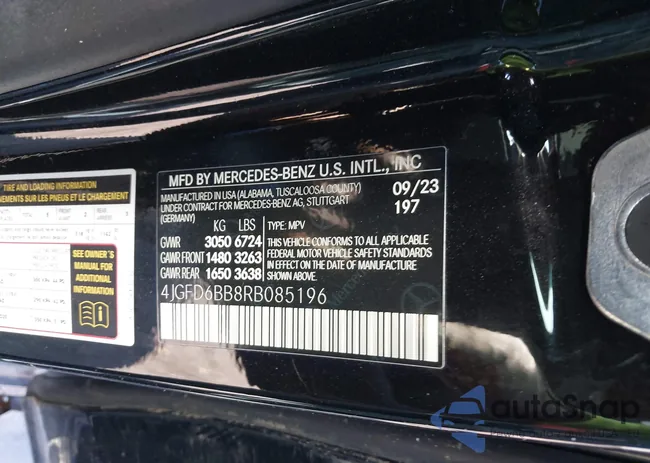 TIRE AND LOADING INFORMATION
SEE OWNER'S
MANUAL FOR
ADDITIONAL
INFORMATION
MFD BY MERCEDES-BENZ U.S. INTL., INC
MANUFACTURED IN USA (ALABAMA, TUSCALOOSA COUNTY) 09/23
UNDER CONTRACT FOR MERCEDES-BENZ AG, STUTTGART 197
(GERMANY)
KG LBS TYPE: MPV
GVWR 3050 6724 THIS VEHICLE CONFORMS TO ALL APPLICABLE
GAWR FRONT 1480 3263 FEDERAL MOTOR VEHICLE SAFETY STANDARDS
GAWR REAR 1650 3638 IN EFFECT ON THE DATE OF MANUFACTURE
SHOWN ABOVE.
4JGFD6BB8RB085196
autoSnap